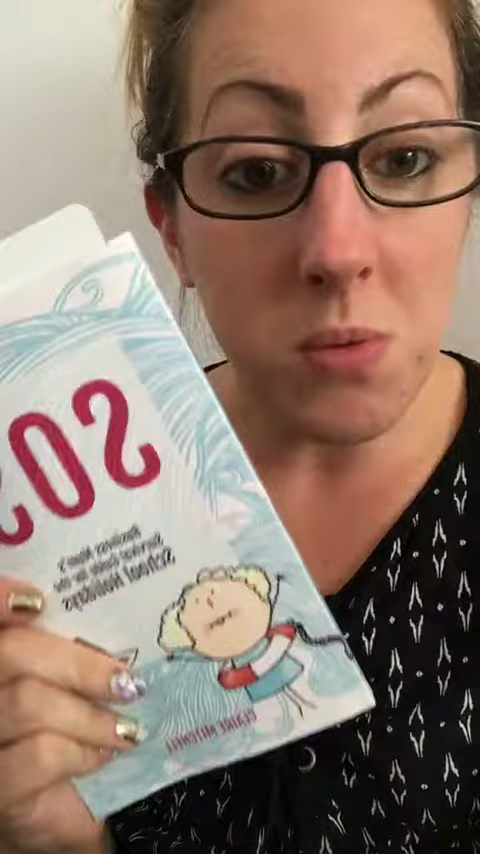 SOS
Business Mum's
Survival Guide to the
School Holidays
CLAIRE MITCHELL